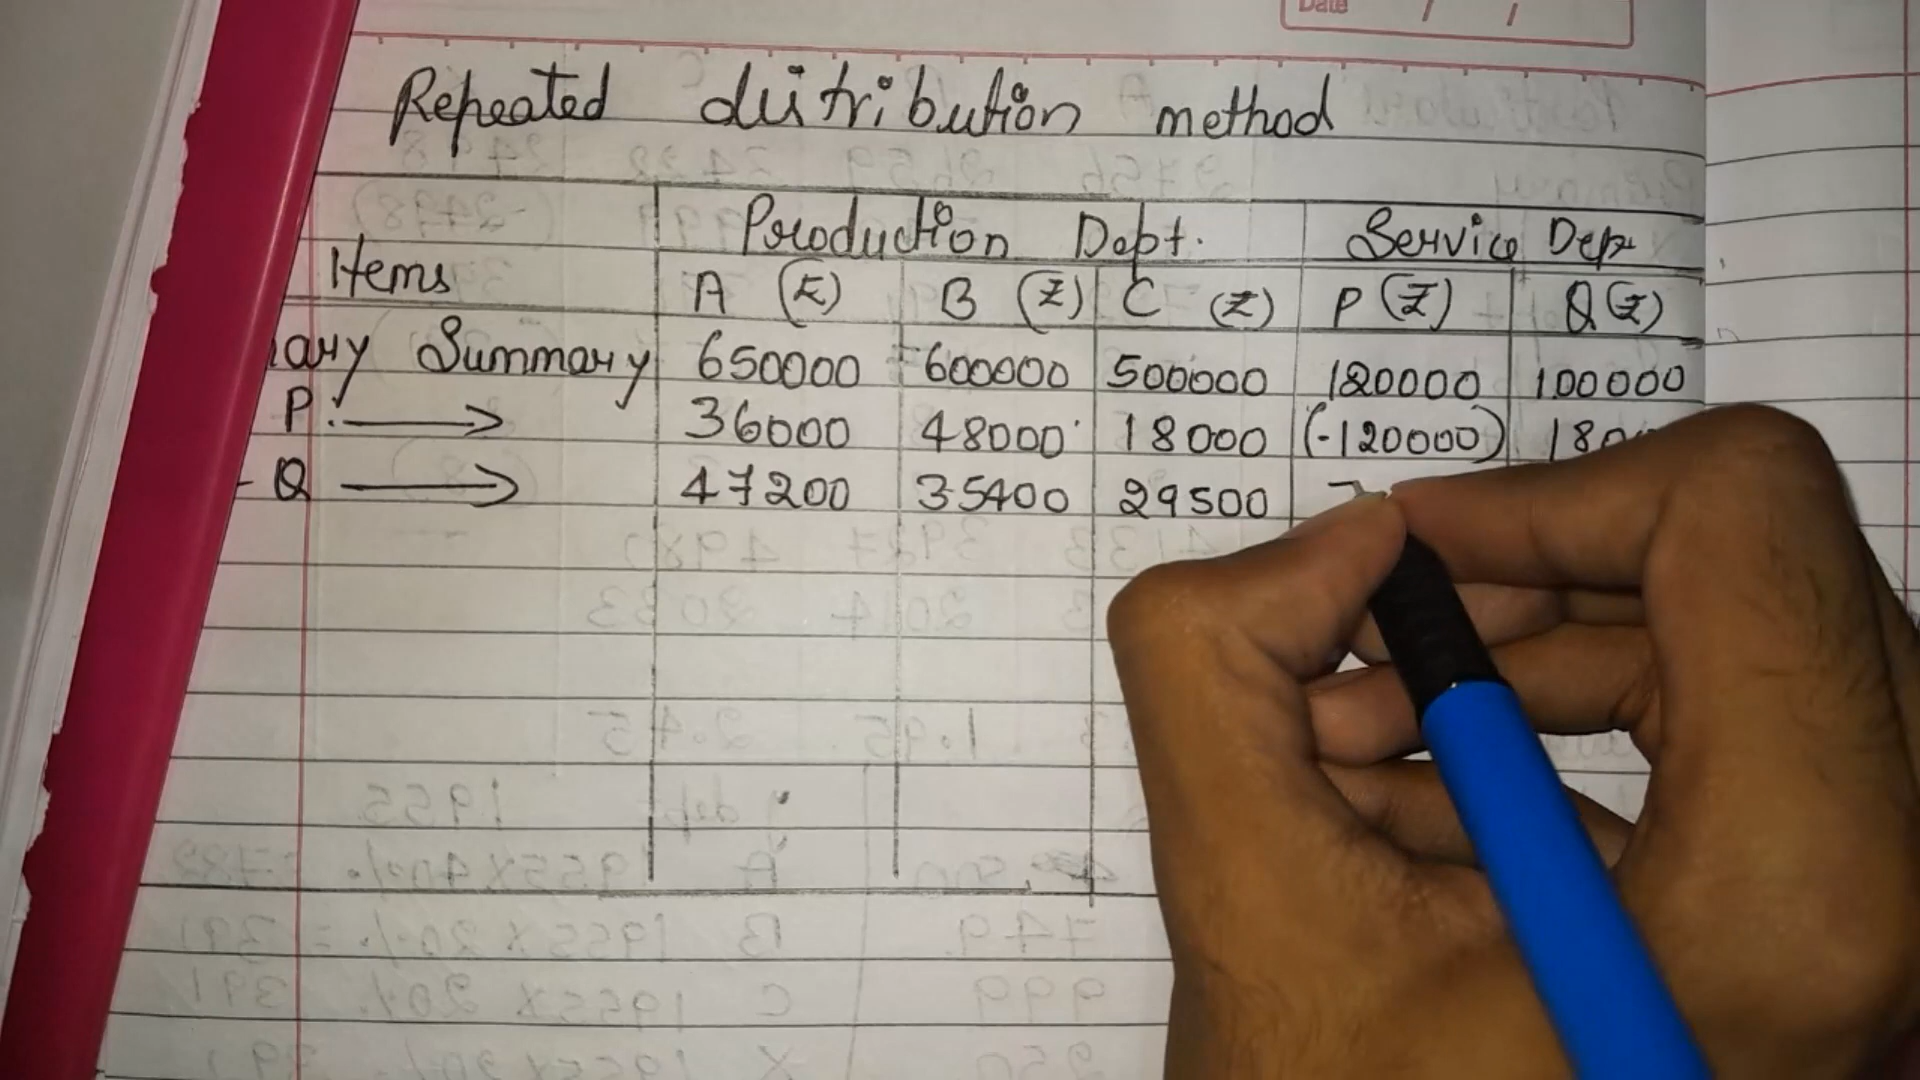 Date / /
Repeated distribution method
Production Dept. Service Dept
Items A (₹) B (₹) C (₹) P (₹) Q (₹)
Summary 650000 600000 500000 120000 100000
P → 36000 48000 18000 (-120000)
Q → 47200 35400 29500